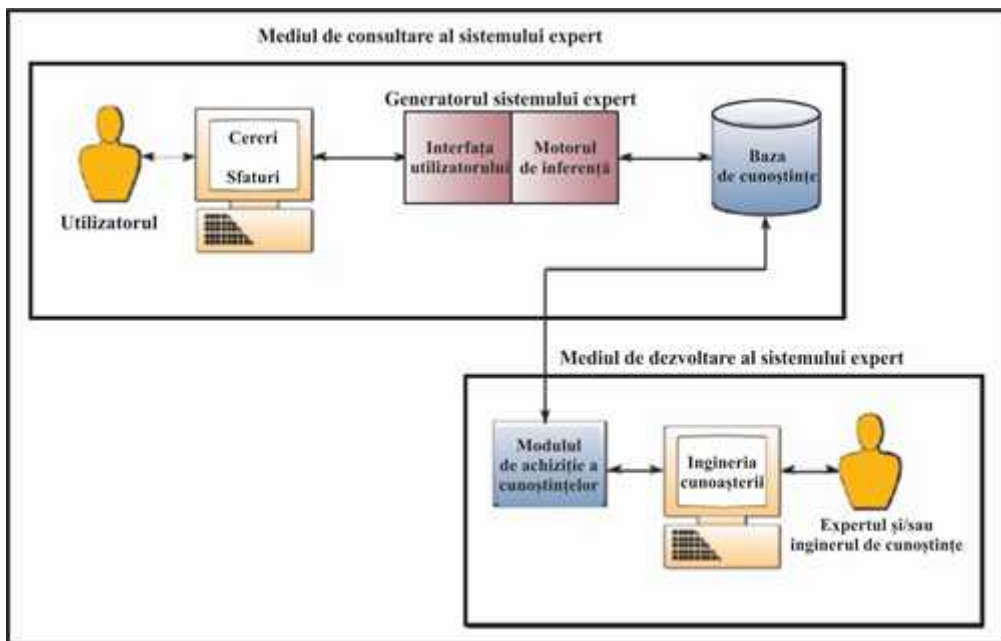 Mediul de consultare al sistemului expert
Generatorul sistemului expert
Cereri
Sfaturi
Interfața
utilizatorului
Motorul
de inferență
Baza
de cunoștințe
Utilizatorul
Mediul de dezvoltare al sistemului expert
Modulul
de achiziție a
cunoștințelor
Ingineria
cunoașterii
Expertul și/sau
inginerul de cunoștințe